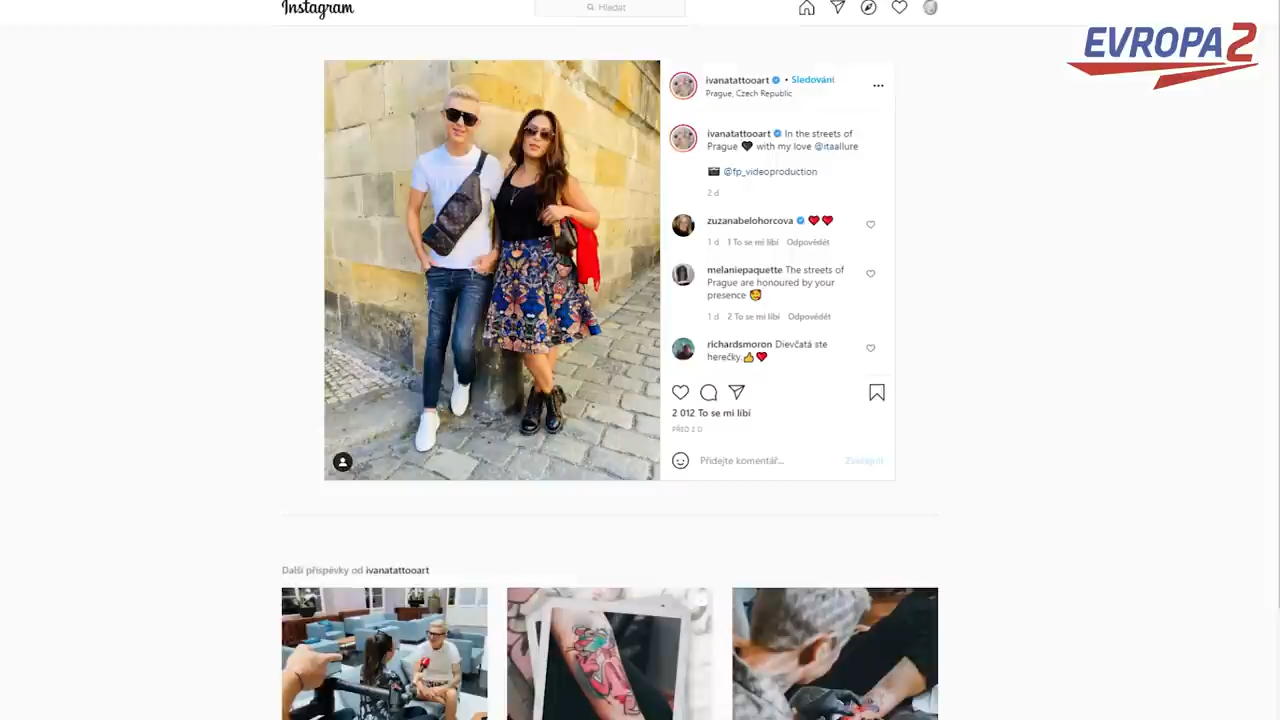 Instagram
Hledat
EVROPA 2
ivanatattooart • Sledování
Prague, Czech Republic
ivanatattooart In the streets of
Prague 🖤 with my love @itaallure
📷 @fp_videoproduction
2 d
zuzanabelohorcova ❤❤
1 d 1 To se mi líbí Odpovědět
melaniepaquette The streets of
Prague are honoured by your
presence 🥰
1 d 2 To se mi líbí Odpovědět
richardsmoron Dievčatá ste
herečky.👍❤
2 012 To se mi líbí
PŘED 2 D
Přidejte komentář...
Zveřejnit
Další příspěvky od ivanatattooart